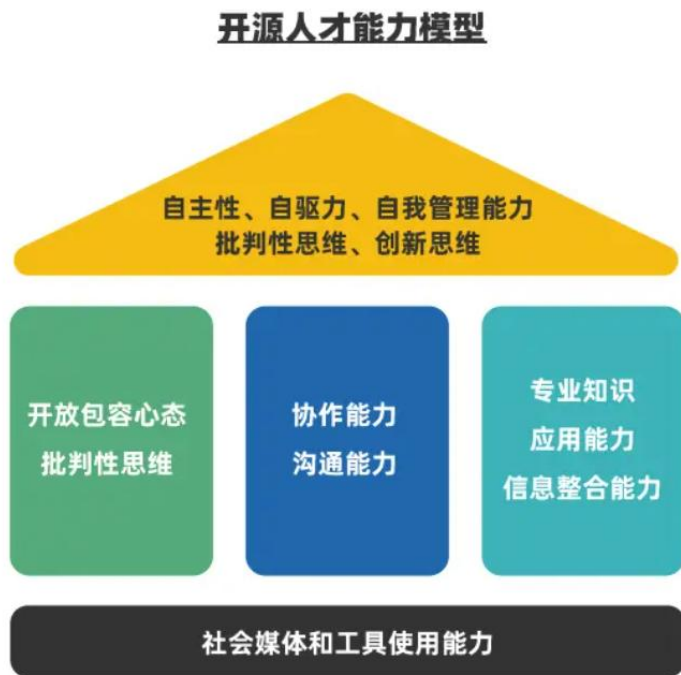 开源人才能力模型
自主性、自驱力、自我管理能力
批判性思维、创新思维
开放包容心态
批判性思维
协作能力
沟通能力
专业知识
应用能力
信息整合能力
社会媒体和工具使用能力